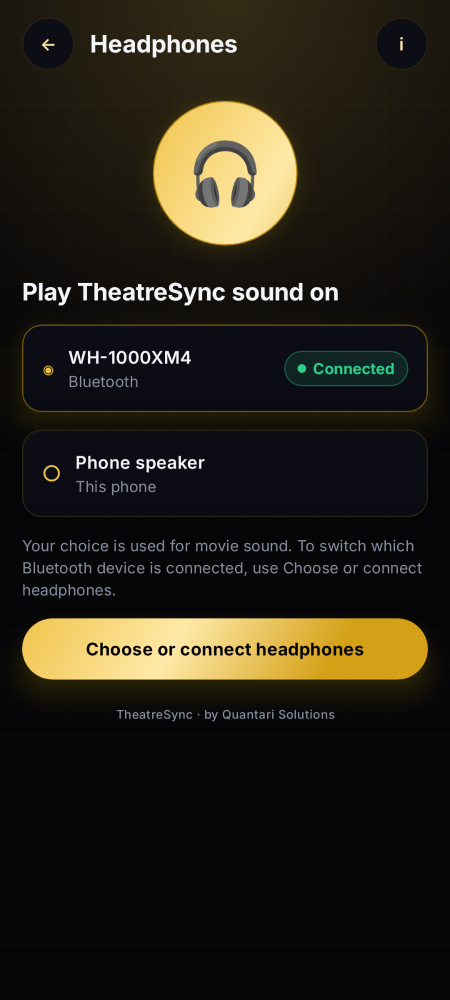 Headphones
i
Play TheatreSync sound on
WH-1000XM4
Bluetooth
Connected
Phone speaker
This phone
Your choice is used for movie sound. To switch which
Bluetooth device is connected, use Choose or connect
headphones.
Choose or connect headphones
TheatreSync · by Quantari Solutions